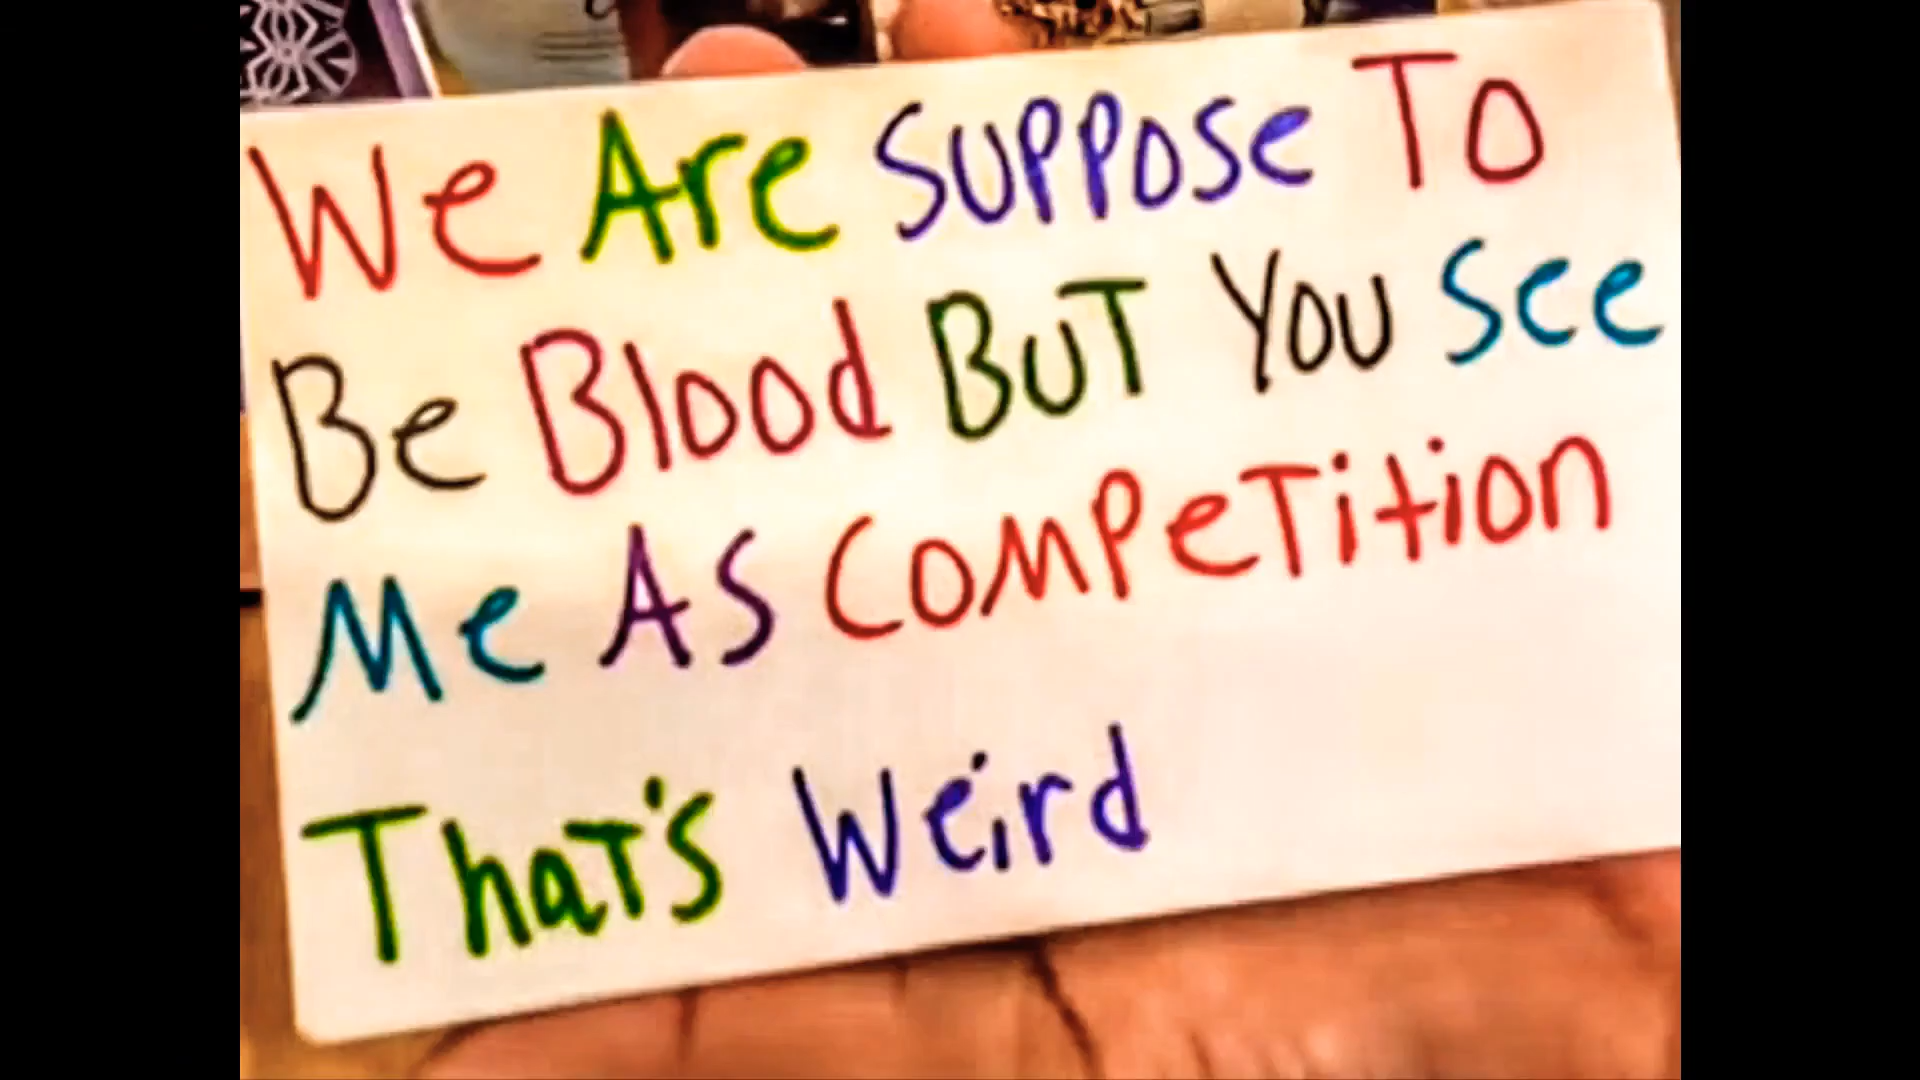 We Are Suppose To
Be Blood But You See
Me As Competition
That's Weird